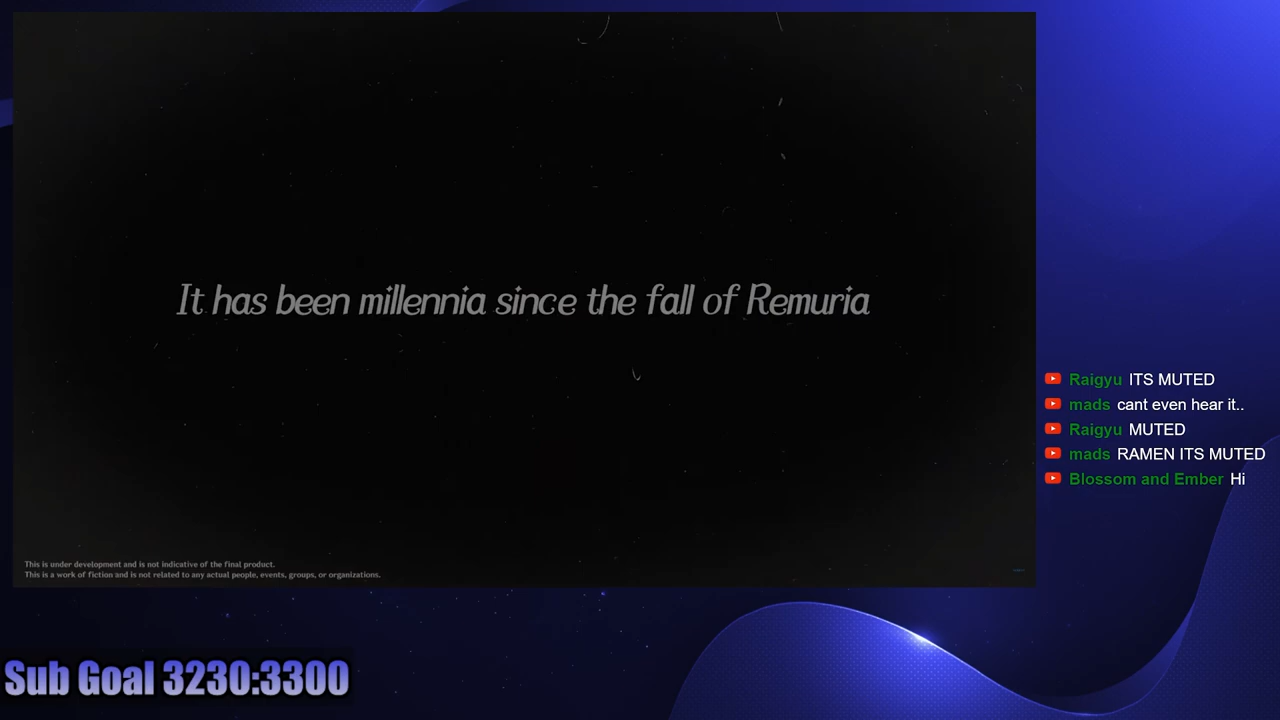 It has been millennia since the fall of Remuria
Raigyu ITS MUTED
mads cant even hear it..
Raigyu MUTED
mads RAMEN ITS MUTED
Blossom and Ember Hi
This is under development and is not indicative of the final product.
This is a work of fiction and is not related to any actual people, events, groups, or organizations.
Sub Goal 3230:3300